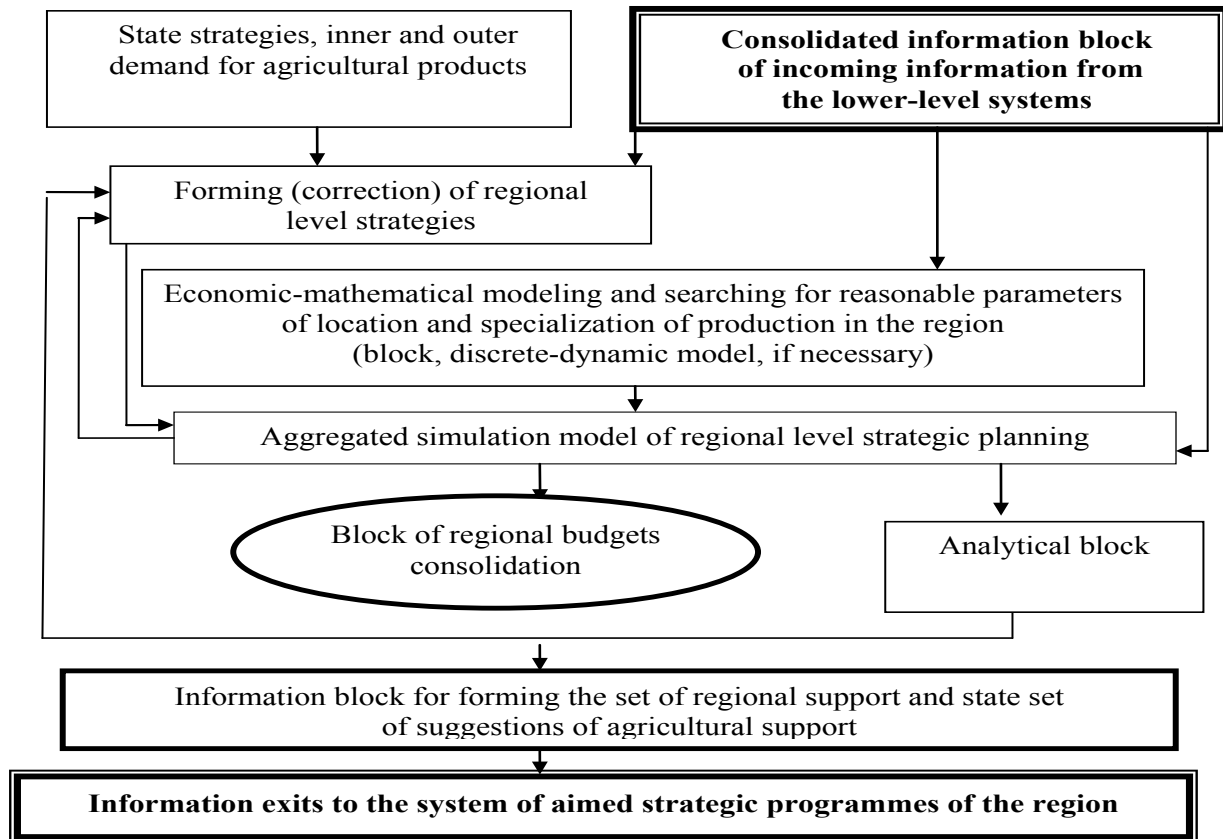 State strategies, inner and outer
demand for agricultural products
Consolidated information block
of incoming information from
the lower-level systems
Forming (correction) of regional
level strategies
Economic-mathematical modeling and searching for reasonable parameters
of location and specialization of production in the region
(block, discrete-dynamic model, if necessary)
Aggregated simulation model of regional level strategic planning
Block of regional budgets
consolidation
Analytical block
Information block for forming the set of regional support and state set
of suggestions of agricultural support
Information exits to the system of aimed strategic programmes of the region